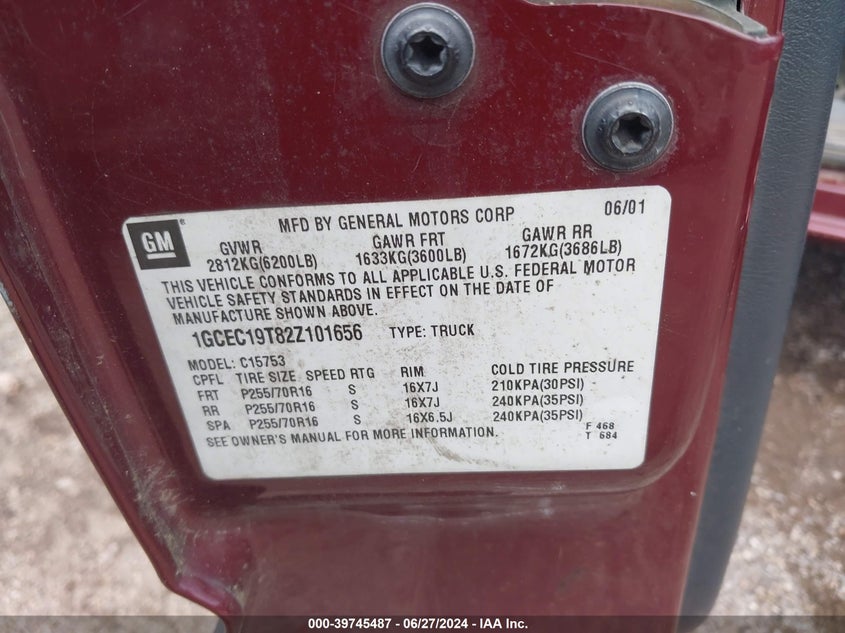 GM
MFD BY GENERAL MOTORS CORP 06/01
GVWR GAWR FRT GAWR RR
2812KG(6200LB) 1633KG(3600LB) 1672KG(3686LB)
THIS VEHICLE CONFORMS TO ALL APPLICABLE U.S. FEDERAL MOTOR
VEHICLE SAFETY STANDARDS IN EFFECT ON THE DATE OF
MANUFACTURE SHOWN ABOVE.
1GCEC19T82Z101656 TYPE: TRUCK
MODEL: C15753
CPFL TIRE SIZE SPEED RTG RIM COLD TIRE PRESSURE
FRT P255/70R16 S 16X7J 210KPA(30PSI)
RR P255/70R16 S 16X7J 240KPA(35PSI)
SPA P255/70R16 S 16X6.5J 240KPA(35PSI)
SEE OWNER'S MANUAL FOR MORE INFORMATION.
F 468
T 684
000-39745487 - 06/27/2024 - IAA Inc.